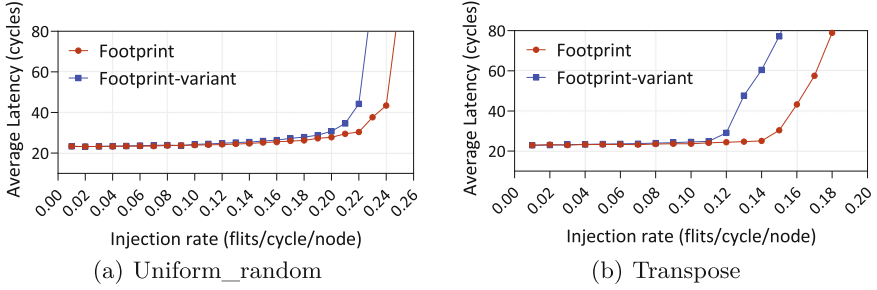 Average Latency (cycles)
80
60
40
20
Footprint
Footprint-variant
0.00 0.02 0.04 0.06 0.08 0.10 0.12 0.14 0.16 0.18 0.20 0.22 0.24 0.26
Injection rate (flits/cycle/node)
(a) Uniform_random
Average Latency (cycles)
80
60
40
20
Footprint
Footprint-variant
0.00 0.02 0.04 0.06 0.08 0.10 0.12 0.14 0.16 0.18 0.20
Injection rate (flits/cycle/node)
(b) Transpose